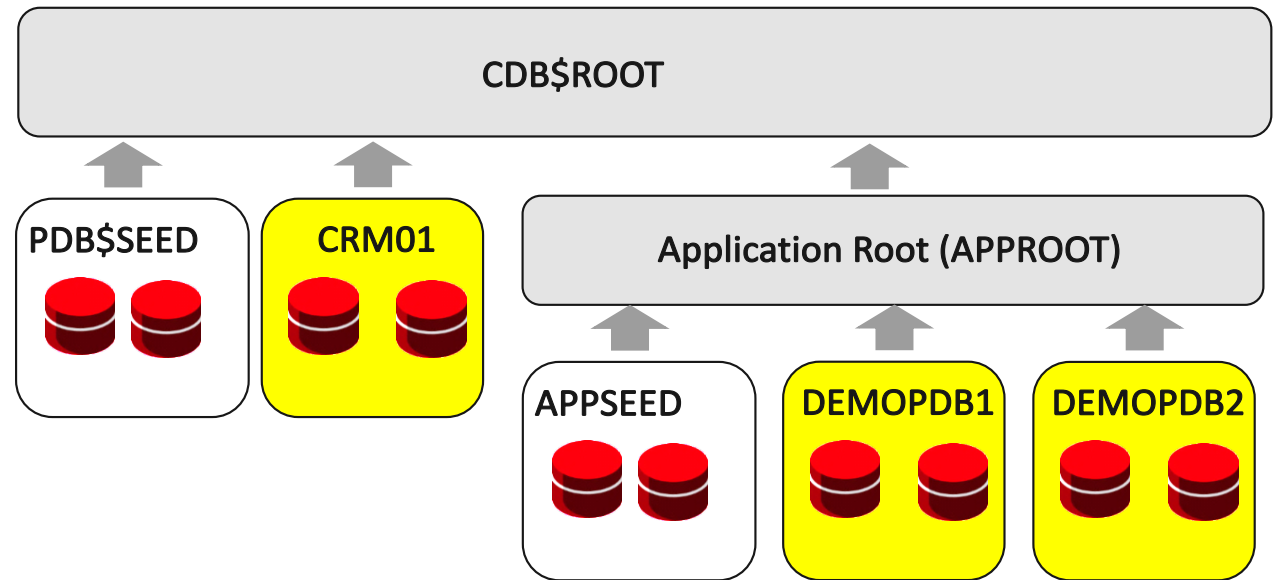 CDB$ROOT
PDB$SEED
CRM01
Application Root (APPROOT)
APPSEED
DEMOPDB1
DEMOPDB2